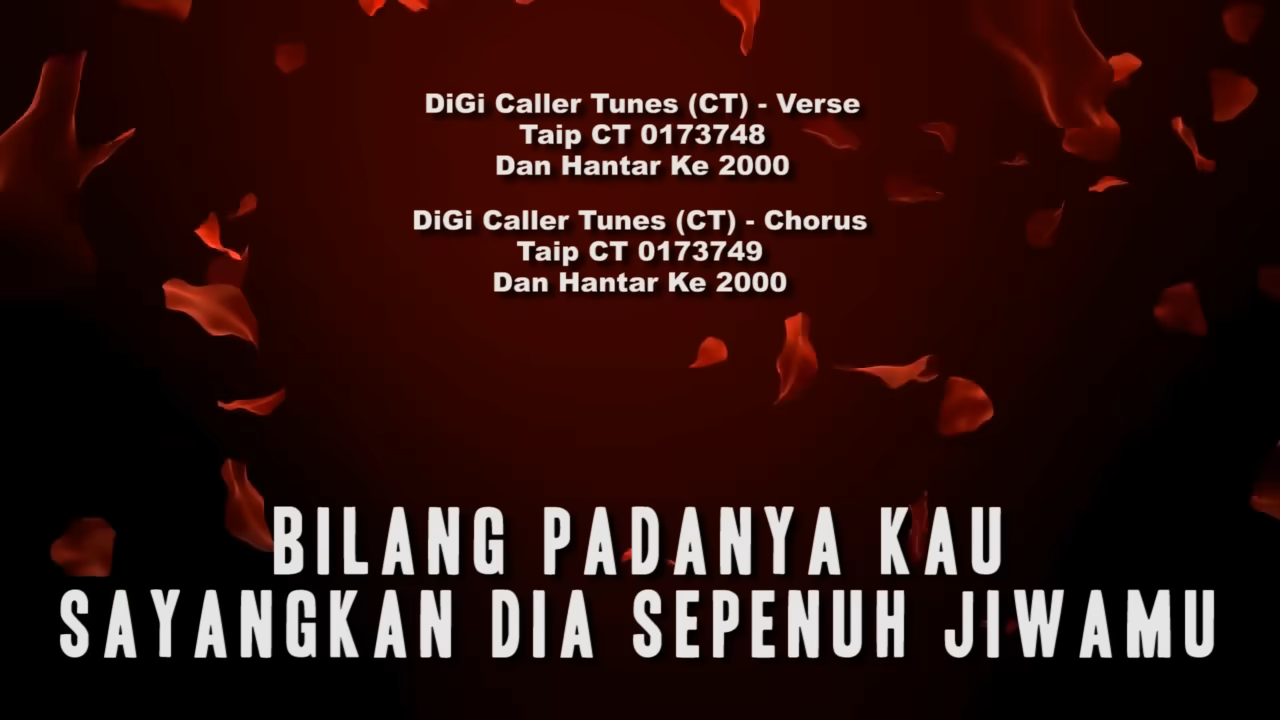 DiGi Caller Tunes (CT) - Verse
Taip CT 0173748
Dan Hantar Ke 2000
DiGi Caller Tunes (CT) - Chorus
Taip CT 0173749
Dan Hantar Ke 2000
BILANG PADANYA KAU
SAYANGKAN DIA SEPENUH JIWAMU